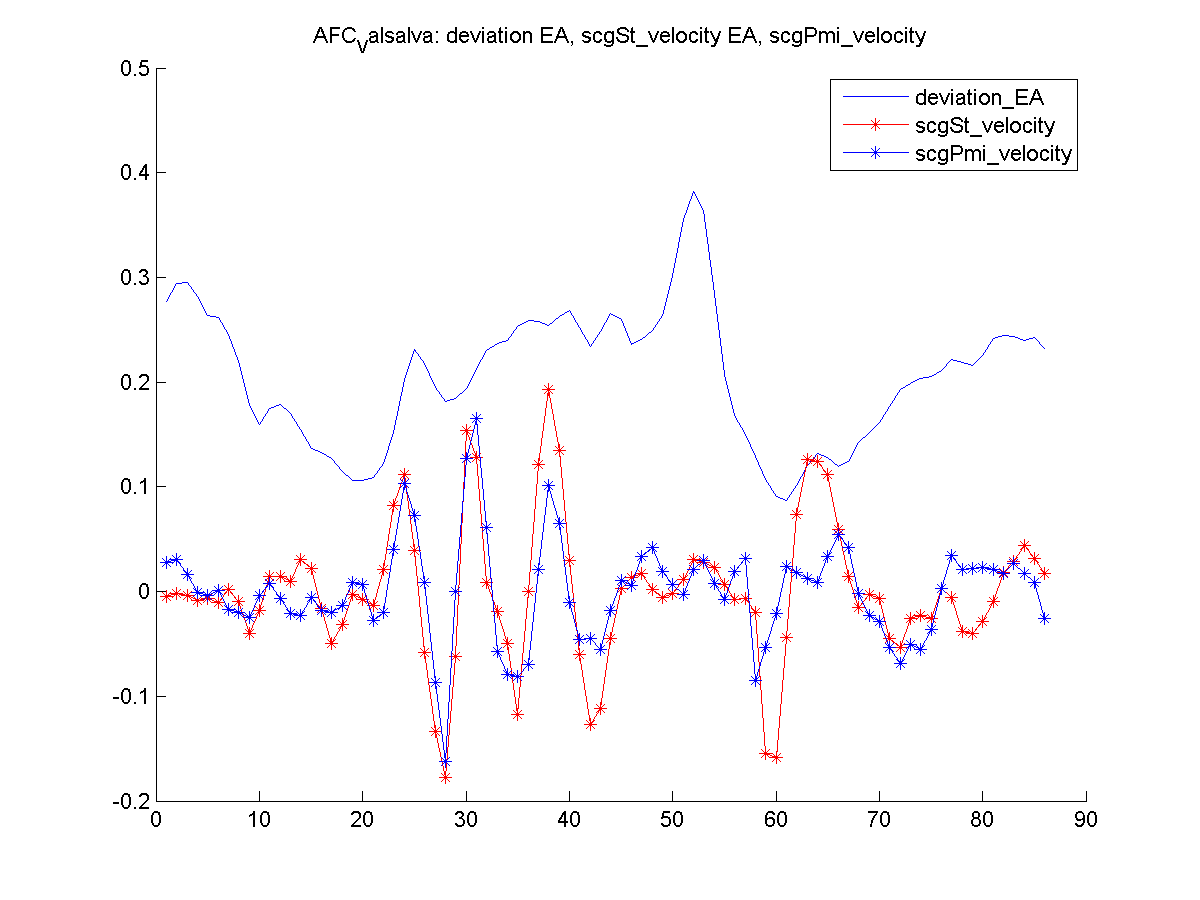 AFC_Valsalva: deviation EA, scgSt_velocity EA, scgPmi_velocity
0.5
deviation_EA
scgSt_velocity
scgPmi_velocity
0.4
0.3
0.2
0.1
0
-0.1
-0.2
0 10 20 30 40 50 60 70 80 90